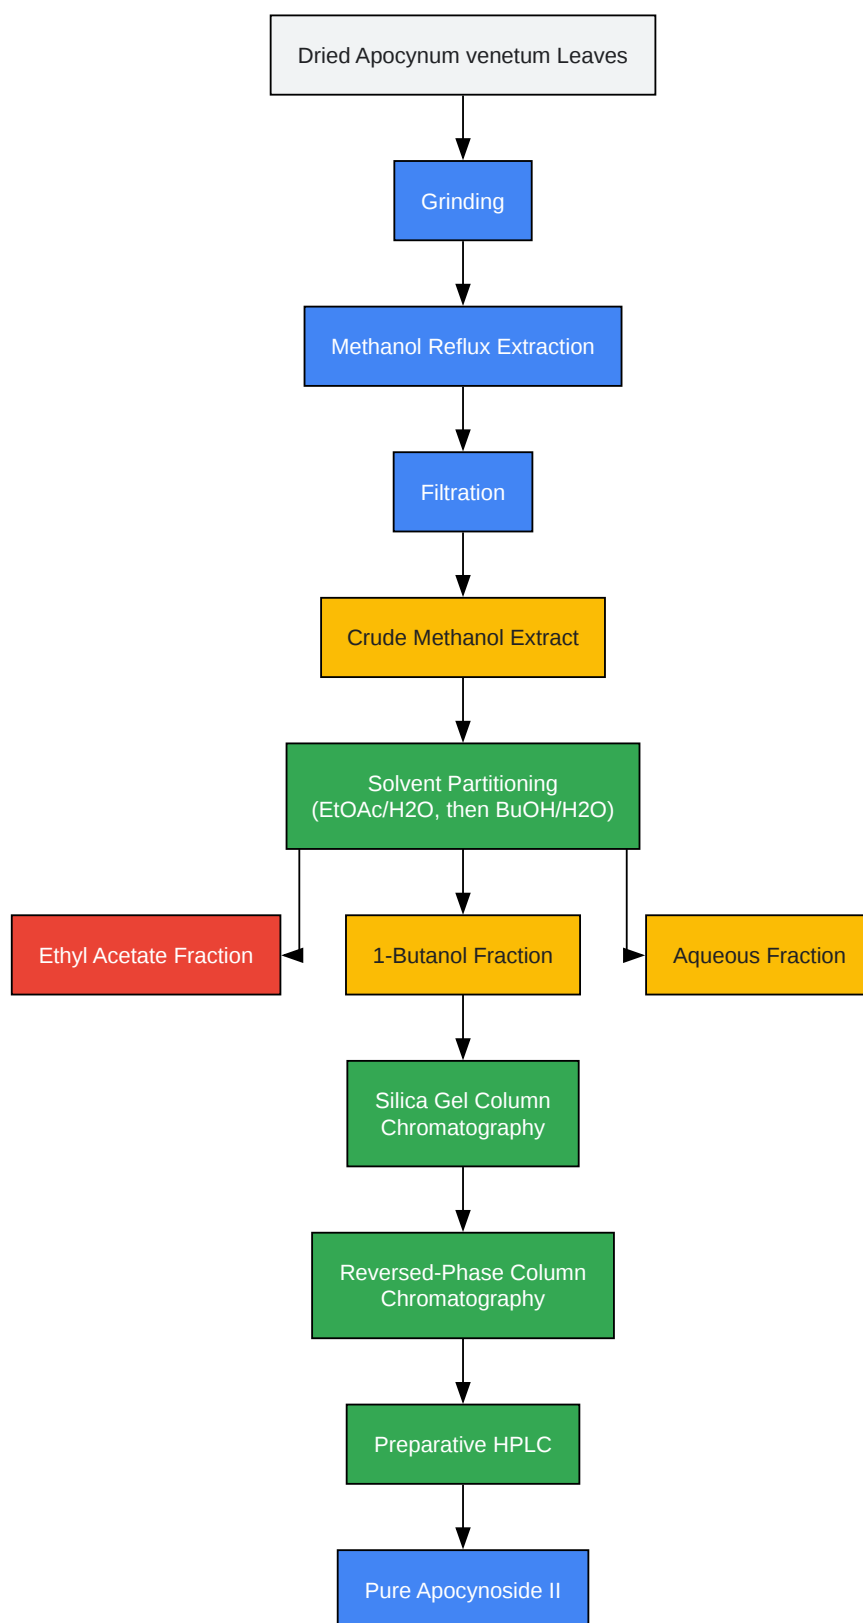 Dried Apocynum venetum Leaves
Grinding
Methanol Reflux Extraction
Filtration
Crude Methanol Extract
Solvent Partitioning
(EtOAc/H2O, then BuOH/H2O)
Ethyl Acetate Fraction
1-Butanol Fraction
Aqueous Fraction
Silica Gel Column
Chromatography
Reversed-Phase Column
Chromatography
Preparative HPLC
Pure Apocynoside II